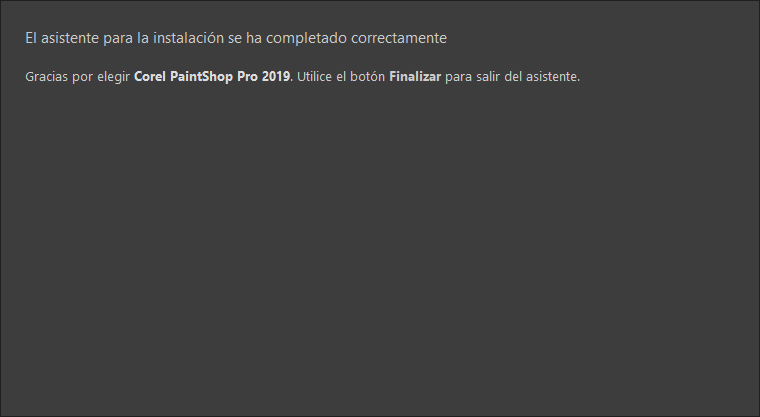 El asistente para la instalación se ha completado correctamente
Gracias por elegir Corel PaintShop Pro 2019. Utilice el botón Finalizar para salir del asistente.